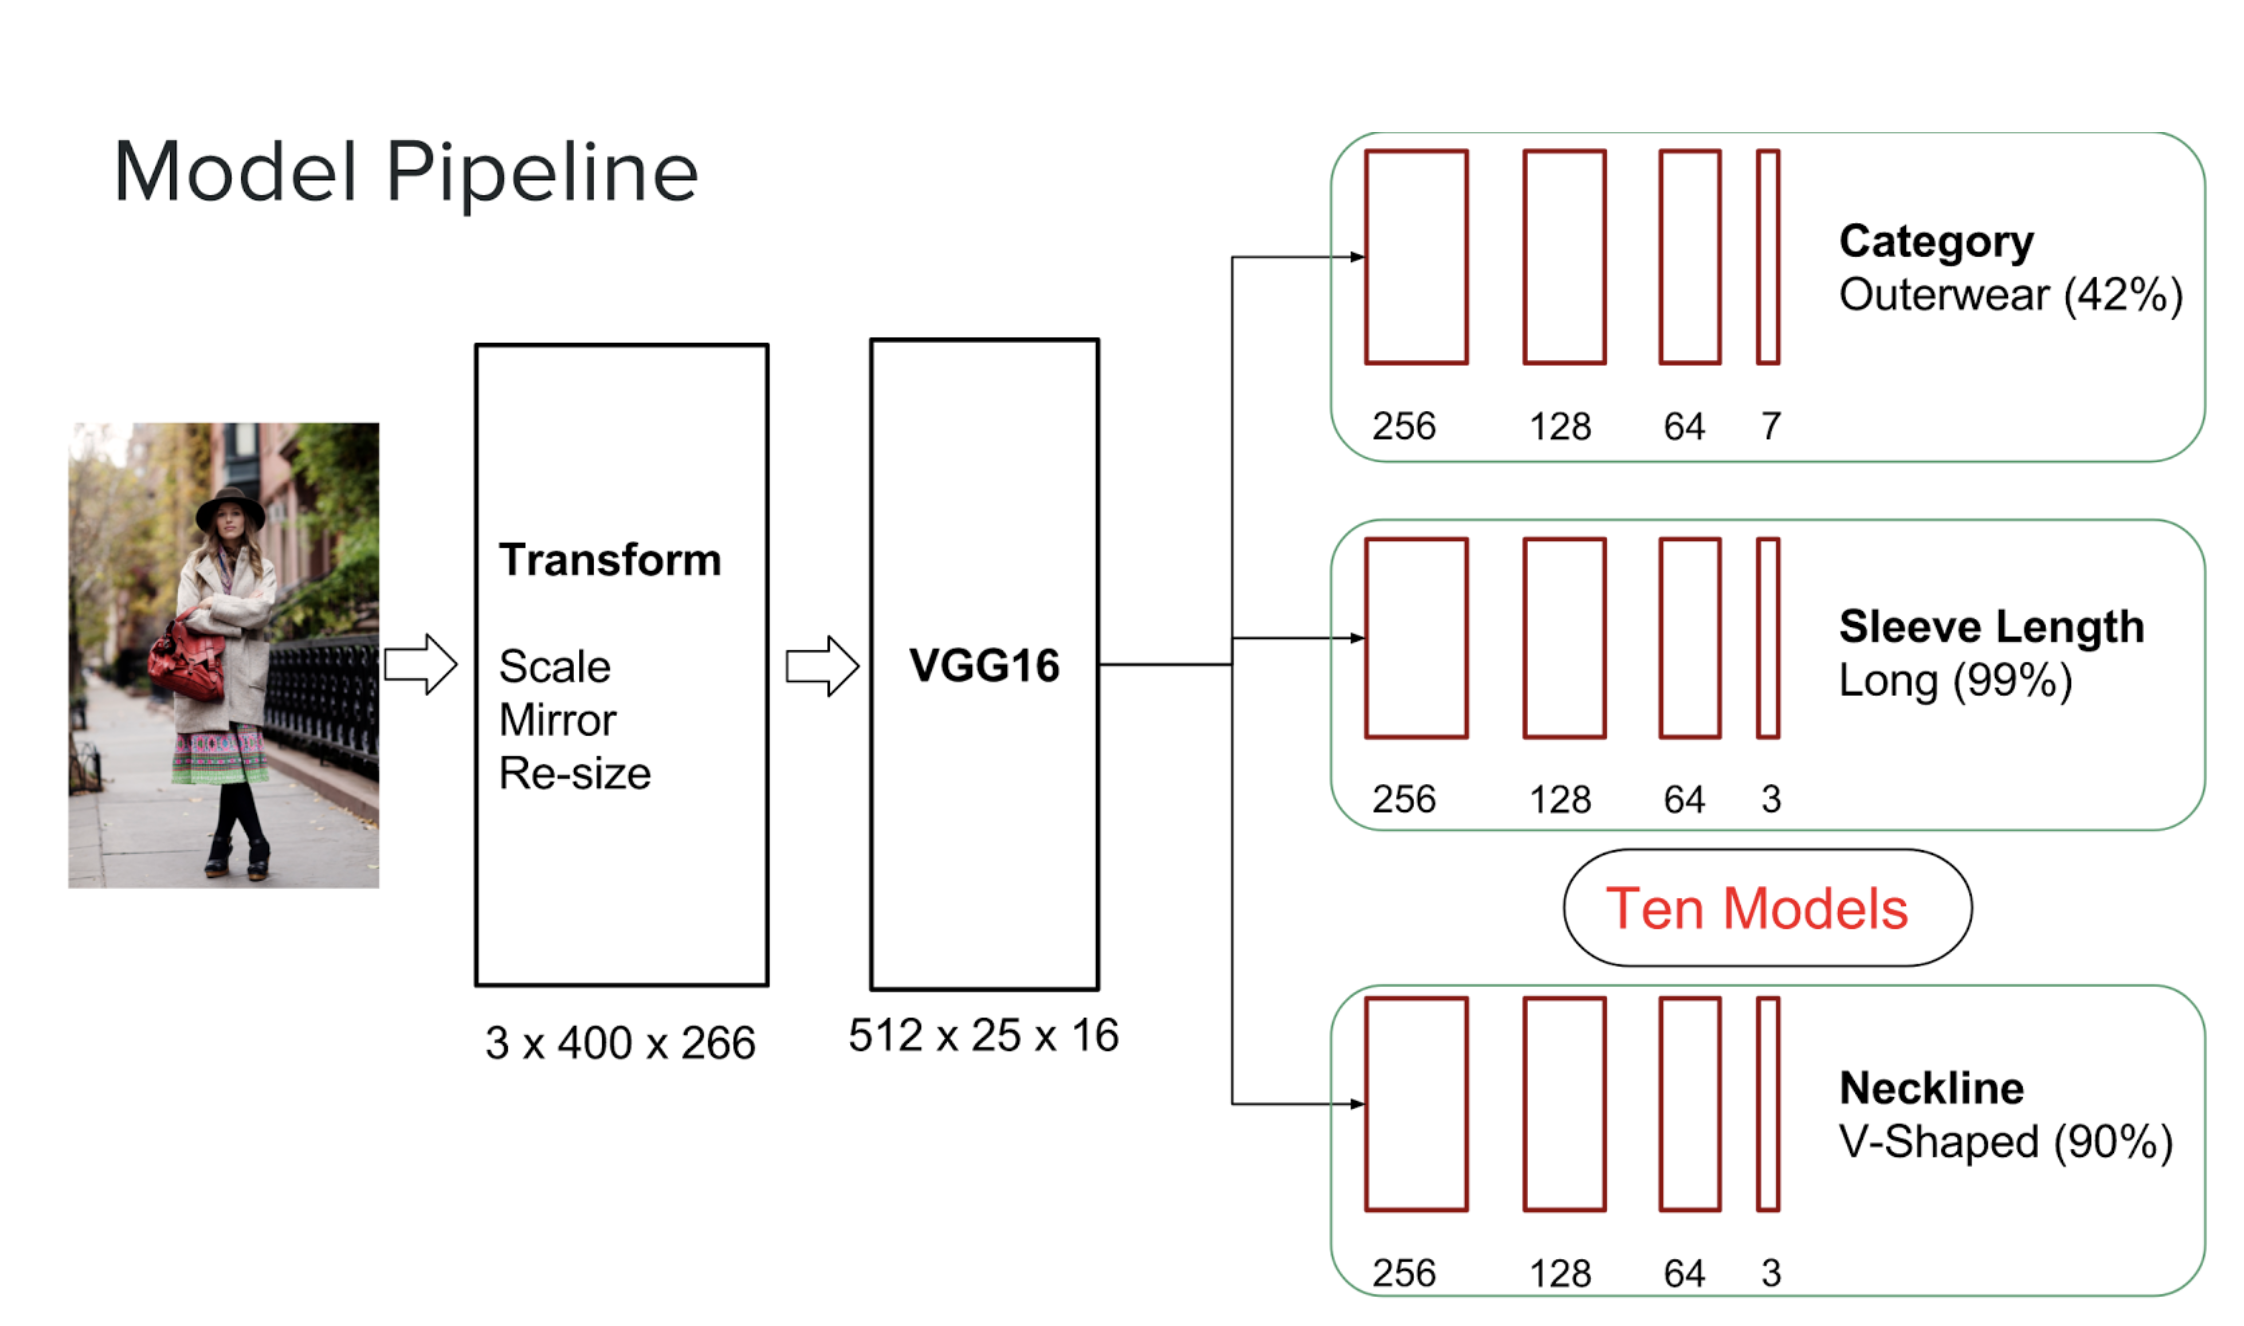 Model Pipeline
Transform
Scale
Mirror
Re-size
3 x 400 x 266
VGG16
512 x 25 x 16
Category
Outerwear (42%)
256 128 64 7
Sleeve Length
Long (99%)
256 128 64 3
Ten Models
Neckline
V-Shaped (90%)
256 128 64 3